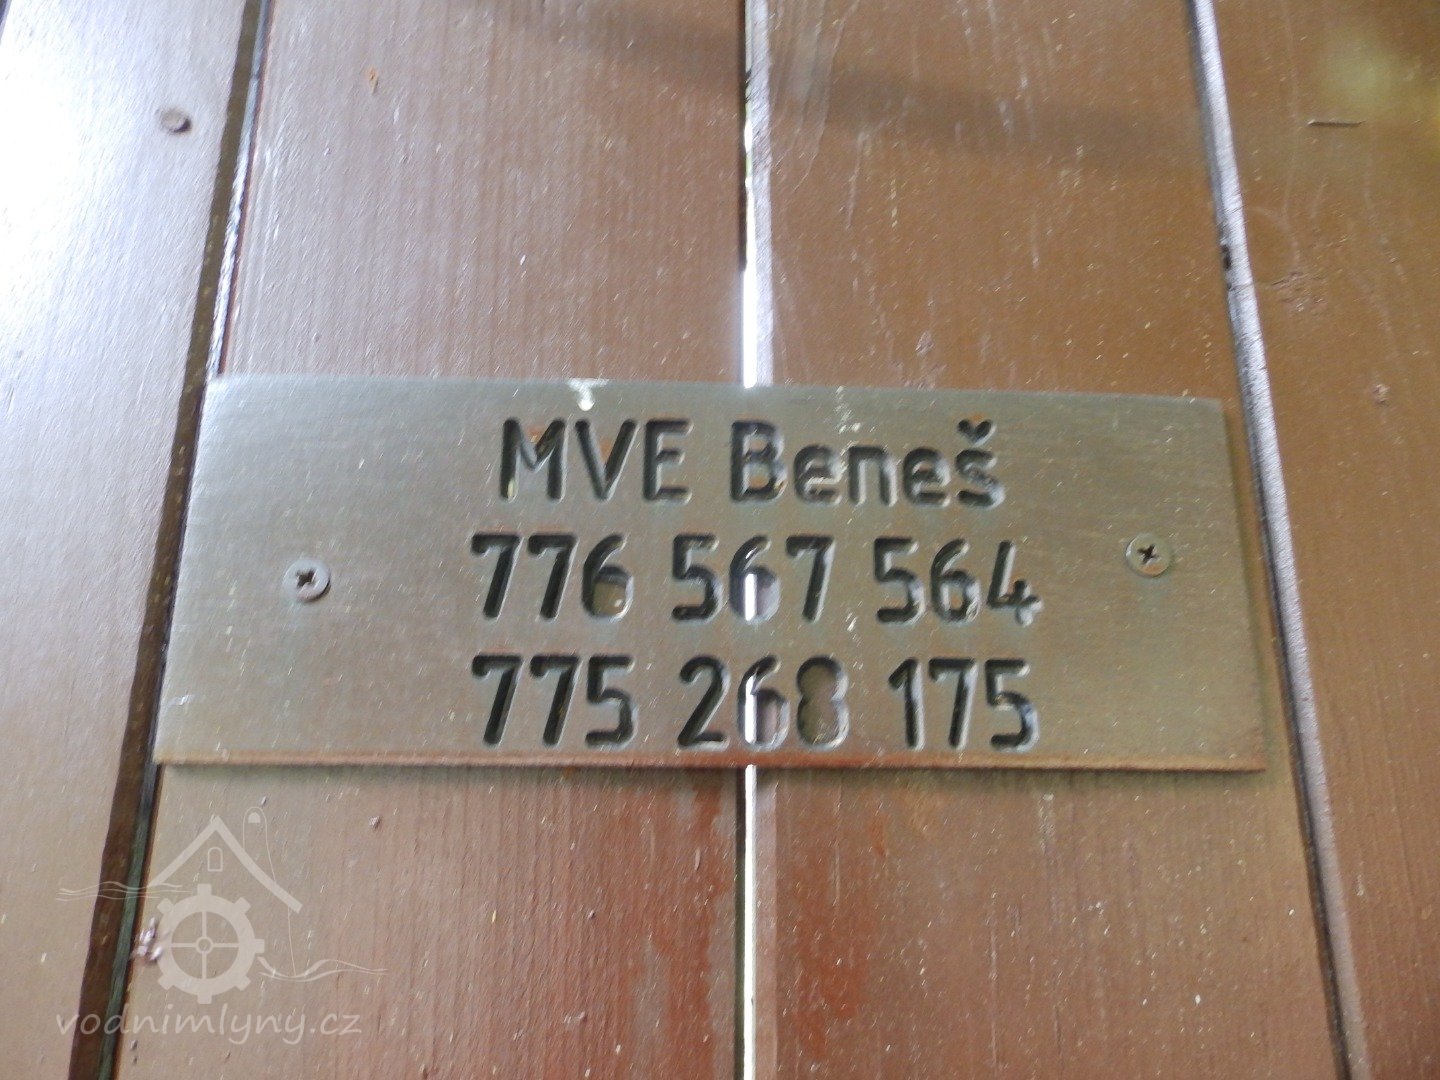 MVE Beneš
776 567 564
775 268 175
vodnimlyny.cz